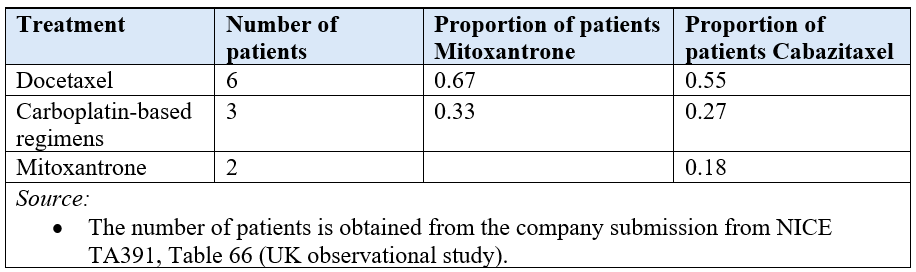 Treatment Number of patients Proportion of patients Mitoxantrone Proportion of patients Cabazitaxel
Docetaxel 6 0.67 0.55
Carboplatin-based regimens 3 0.33 0.27
Mitoxantrone 2 0.18
Source:
• The number of patients is obtained from the company submission from NICE
TA391, Table 66 (UK observational study).